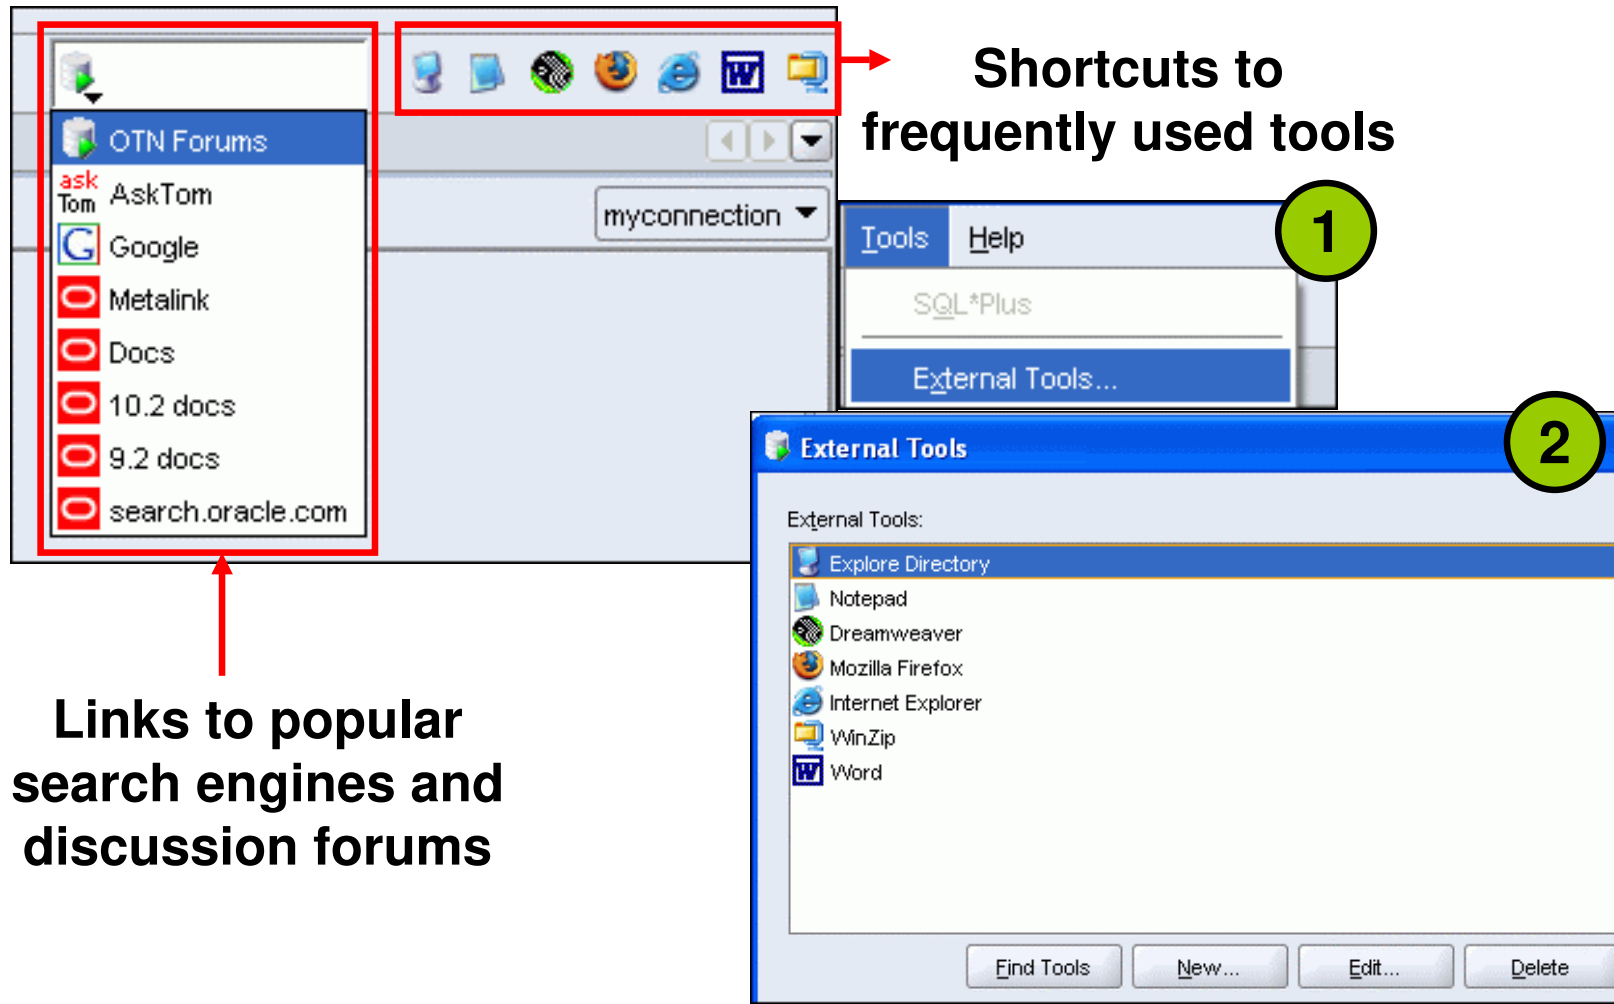 Shortcuts to
frequently used tools
OTN Forums
ask
Tom AskTom
G Google
Metalink
Docs
10.2 docs
9.2 docs
search.oracle.com
W
myconnection
Tools Help
1
SQL*Plus
External Tools...
2
External Tools
External Tools:
Explore Directory
Notepad
Dreamweaver
Mozilla Firefox
Internet Explorer
WinZip
W Word
Find Tools New... Edit... Delete
Links to popular
search engines and
discussion forums